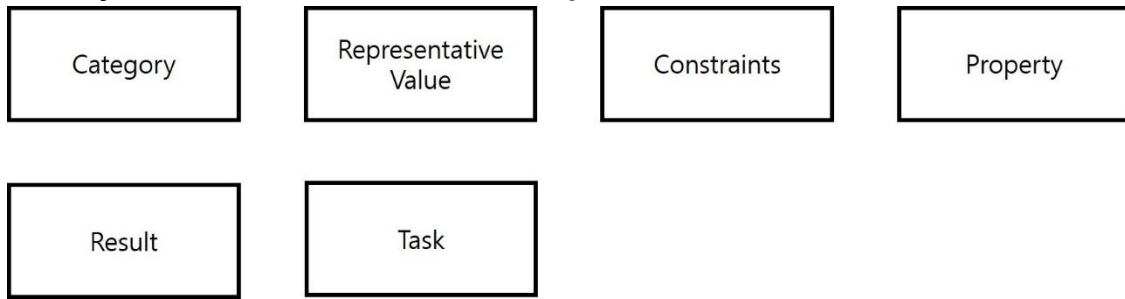 Category
Representative
Value
Constraints
Property
Result
Task